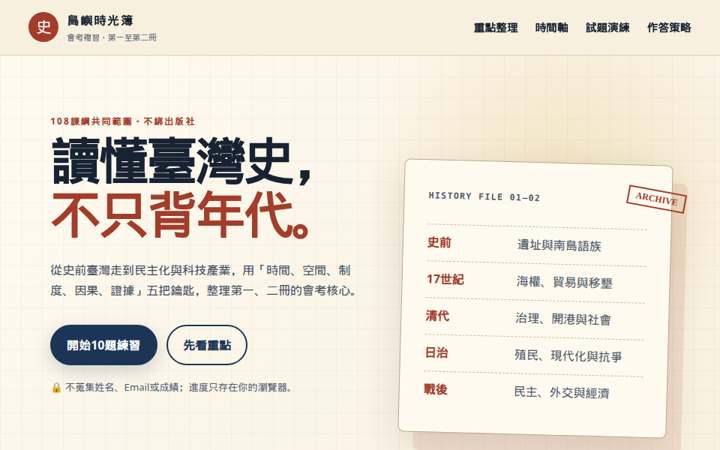 史
島嶼時光簿
會考複習・第一至第二冊
重點整理 時間軸 試題演練 作答策略
108課綱共同範圍・不綁出版社
讀懂臺灣史，
不只背年代。
從史前臺灣走到民主化與科技產業，用「時間、空間、制
度、因果、證據」五把鑰匙，整理第一、二冊的會考核心。
開始10題練習 先看重點
🔒 不蒐集姓名、Email或成績；進度只存在你的瀏覽器。
HISTORY FILE 01—02
ARCHIVE
史前 遺址與南島語族
17世紀 海權、貿易與移墾
清代 治理、開港與社會
日治 殖民、現代化與抗爭
戰後 民主、外交與經濟